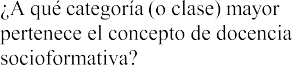 ¿A qué categoría (o clase) mayor
pertenece el concepto de docencia
socioformativa?